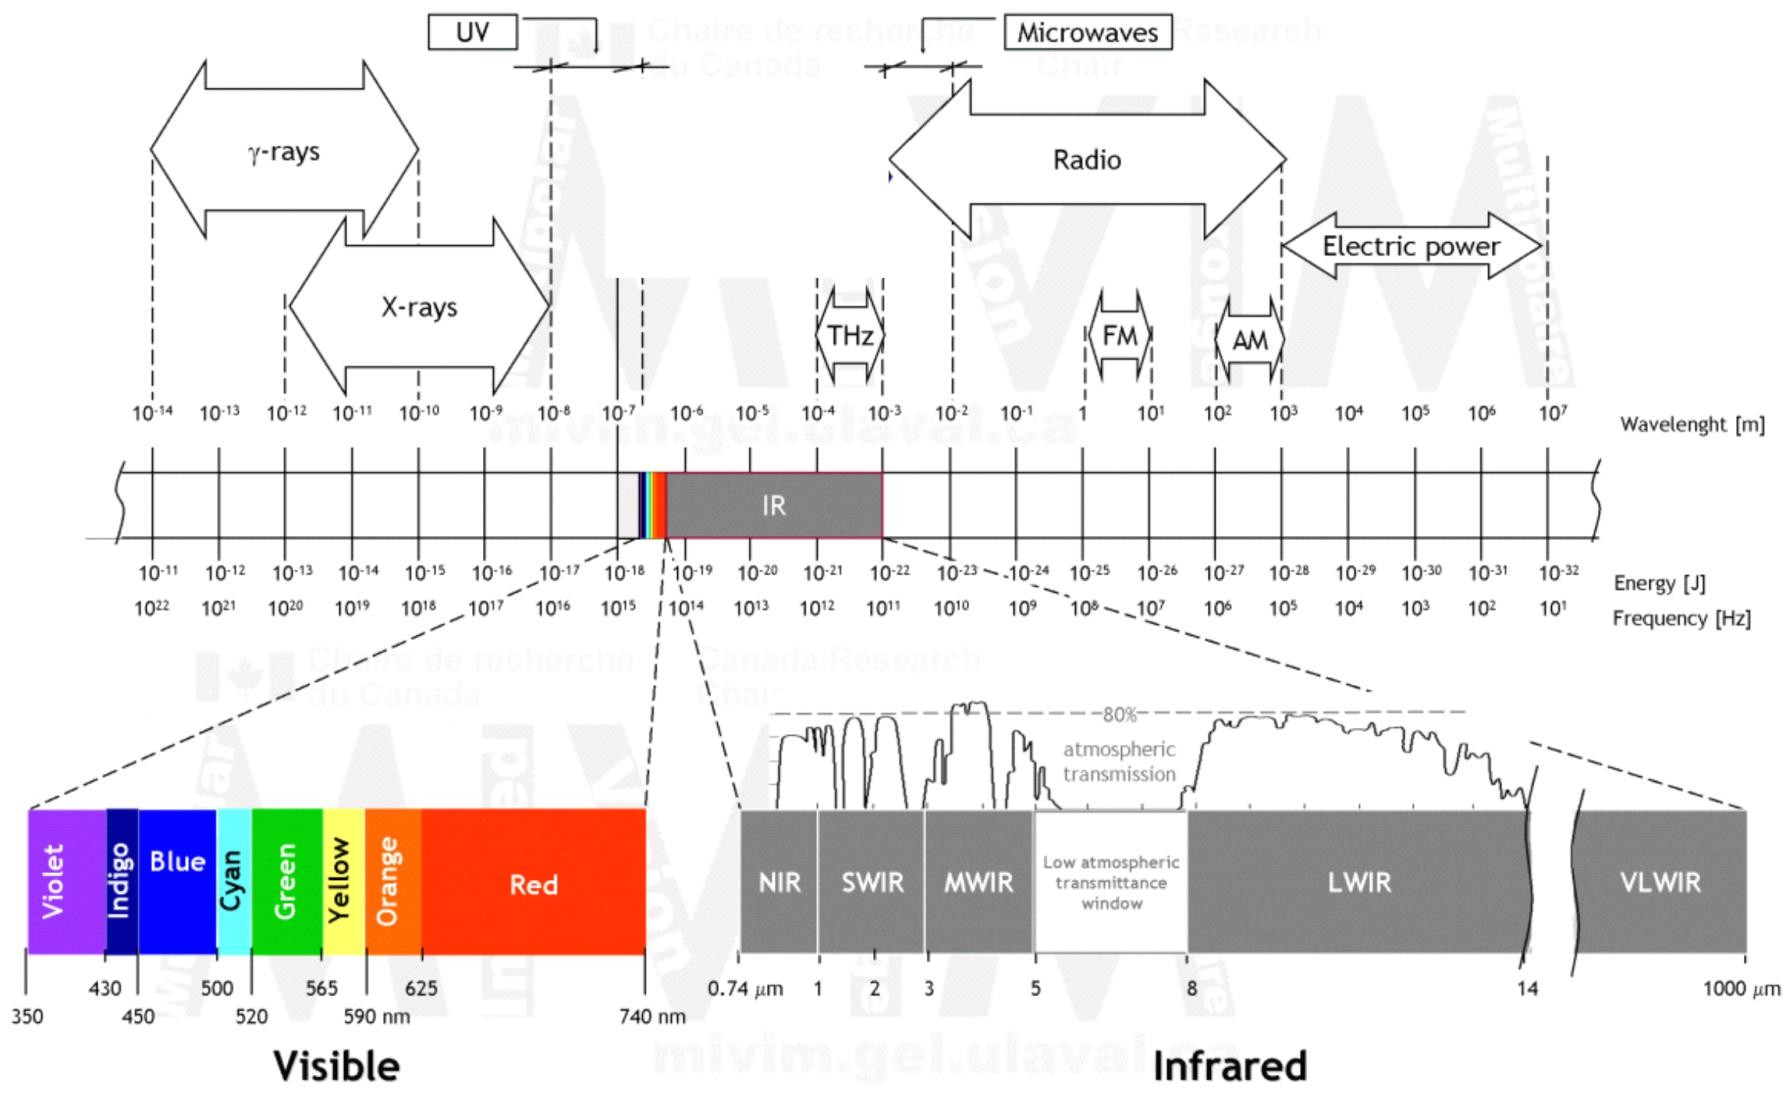 UV
Microwaves
Chaire de recherche
du Canada
Research
Chair
γ-rays
Radio
Electric power
X-rays
THz
FM
AM
10⁻¹⁴ 10⁻¹³ 10⁻¹² 10⁻¹¹ 10⁻¹⁰ 10⁻⁹ 10⁻⁸ 10⁻⁷ 10⁻⁶ 10⁻⁵ 10⁻⁴ 10⁻³ 10⁻² 10⁻¹ 1 10¹ 10² 10³ 10⁴ 10⁵ 10⁶ 10⁷
Wavelenght [m]
mivim.gel.ulaval.ca
IR
10⁻¹¹ 10⁻¹² 10⁻¹³ 10⁻¹⁴ 10⁻¹⁵ 10⁻¹⁶ 10⁻¹⁷ 10⁻¹⁸ 10⁻¹⁹ 10⁻²⁰ 10⁻²¹ 10⁻²² 10⁻²³ 10⁻²⁴ 10⁻²⁵ 10⁻²⁶ 10⁻²⁷ 10⁻²⁸ 10⁻²⁹ 10⁻³⁰ 10⁻³¹ 10⁻³²
Energy [J]
10²² 10²¹ 10²⁰ 10¹⁹ 10¹⁸ 10¹⁷ 10¹⁶ 10¹⁵ 10¹⁴ 10¹³ 10¹² 10¹¹ 10¹⁰ 10⁹ 10⁸ 10⁷ 10⁶ 10⁵ 10⁴ 10³ 10² 10¹
Frequency [Hz]
Chaire de recherche
du Canada
Canada Research
Chair
80%
atmospheric
transmission
Violet
Indigo
Blue
Cyan
Green
Yellow
Orange
Red
NIR
SWIR
MWIR
Low atmospheric
transmittance
window
LWIR
VLWIR
430 500 565 625
350 450 520 590 nm 740 nm
0.74 μm 1 2 3 5 8 14 1000 μm
Visible
Infrared